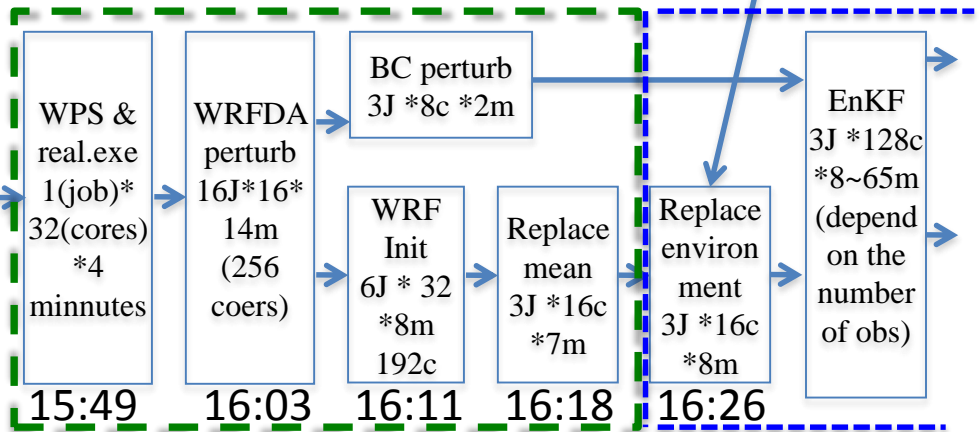 WPS &
real.exe
1(job)*
32(cores)
*4
minnutes
WRFDA
perturb
16J*16*
14m
(256
coers)
BC perturb
3J *8c *2m
WRF
Init
6J * 32
*8m
192c
Replace
mean
3J *16c
*7m
Replace
environ
ment
3J *16c
*8m
EnKF
3J *128c
*8~65m
(depend
on the
number
of obs)
15:49
16:03
16:11
16:18
16:26